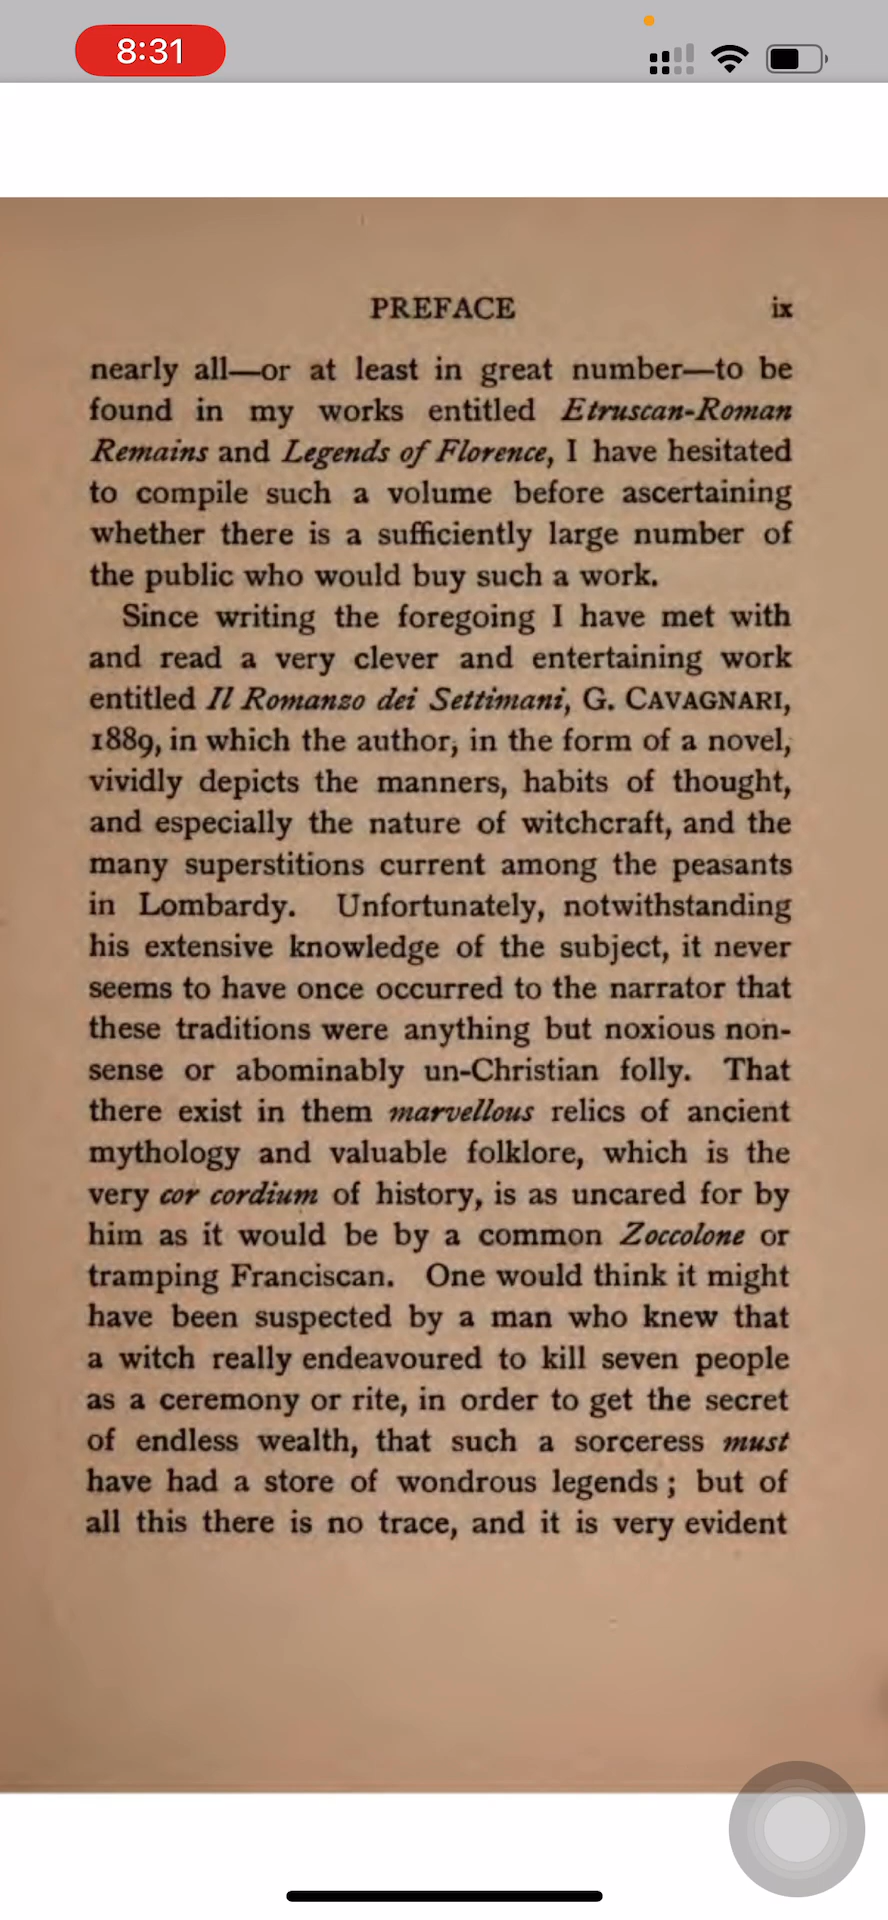 8:31
PREFACE ix
nearly all—or at least in great number—to be
found in my works entitled Etruscan-Roman
Remains and Legends of Florence, I have hesitated
to compile such a volume before ascertaining
whether there is a sufficiently large number of
the public who would buy such a work.
Since writing the foregoing I have met with
and read a very clever and entertaining work
entitled Il Romanzo dei Settimani, G. CAVAGNARI,
1889, in which the author, in the form of a novel,
vividly depicts the manners, habits of thought,
and especially the nature of witchcraft, and the
many superstitions current among the peasants
in Lombardy. Unfortunately, notwithstanding
his extensive knowledge of the subject, it never
seems to have once occurred to the narrator that
these traditions were anything but noxious non-
sense or abominably un-Christian folly. That
there exist in them marvellous relics of ancient
mythology and valuable folklore, which is the
very cor cordium of history, is as uncared for by
him as it would be by a common Zoccolone or
tramping Franciscan. One would think it might
have been suspected by a man who knew that
a witch really endeavoured to kill seven people
as a ceremony or rite, in order to get the secret
of endless wealth, that such a sorceress must
have had a store of wondrous legends ; but of
all this there is no trace, and it is very evident